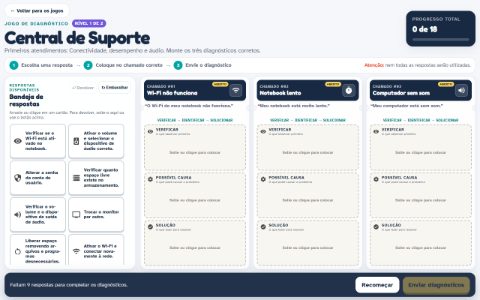 ← Voltar para os jogos
JOGO DE DIAGNÓSTICO
NÍVEL 1 DE 2
Central de Suporte
Primeiros atendimentos: Conectividade, desempenho e áudio. Monte os três diagnósticos corretos.
PROGRESSO TOTAL
0 de 18
1 Escolha uma resposta → 2 Coloque no chamado correto → 3 Envie o diagnóstico
Atenção: nem todas as respostas serão utilizadas.
RESPOSTAS DISPONÍVEIS
Bandeja de respostas
Devolver
Embaralhar
Verificar se o Wi-Fi está ativado no notebook.
Ativar o volume e selecionar o dispositivo de áudio correto.
Alterar a senha da conta de usuário.
Verificar quanto espaço livre existe no armazenamento.
Verificar o volume e o dispositivo de saída de áudio.
Trocar o monitor por outro.
Liberar espaço removendo arquivos e programas desnecessários.
Ativar o Wi-Fi e conectar novamente à rede.
CHAMADO #01
ABERTO
Wi-Fi não funciona
"O Wi-Fi do meu notebook não funciona."
VERIFICAR → IDENTIFICAR → SOLUCIONAR
VERIFICAR
Solte ou clique para colocar
POSSÍVEL CAUSA
Solte ou clique para colocar
SOLUÇÃO
Solte ou clique para colocar
CHAMADO #02
ABERTO
Notebook lento
"Meu notebook está muito lento."
VERIFICAR → IDENTIFICAR → SOLUCIONAR
VERIFICAR
Solte ou clique para colocar
POSSÍVEL CAUSA
Solte ou clique para colocar
SOLUÇÃO
Solte ou clique para colocar
CHAMADO #03
ABERTO
Computador sem som
"Meu computador está sem som."
VERIFICAR → IDENTIFICAR → SOLUCIONAR
VERIFICAR
Solte ou clique para colocar
POSSÍVEL CAUSA
Solte ou clique para colocar
SOLUÇÃO
Solte ou clique para colocar
Faltam 9 respostas para completar os diagnósticos.
Recomeçar
Enviar diagnósticos